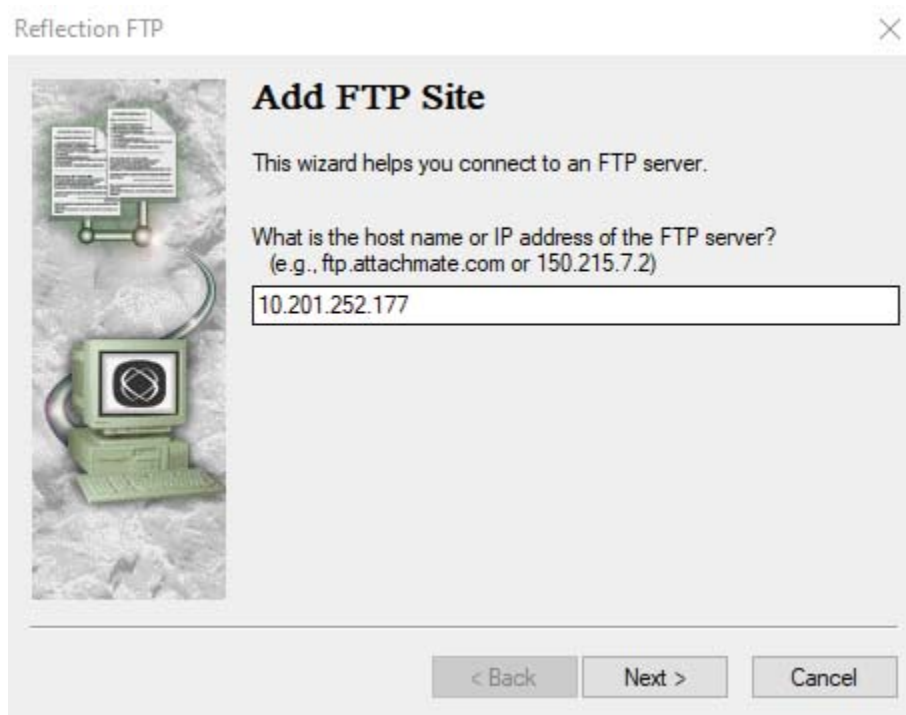 Reflection FTP
Add FTP Site
This wizard helps you connect to an FTP server.
What is the host name or IP address of the FTP server?
(e.g., ftp.attachmate.com or 150.215.7.2)
10.201.252.177
< Back Next > Cancel